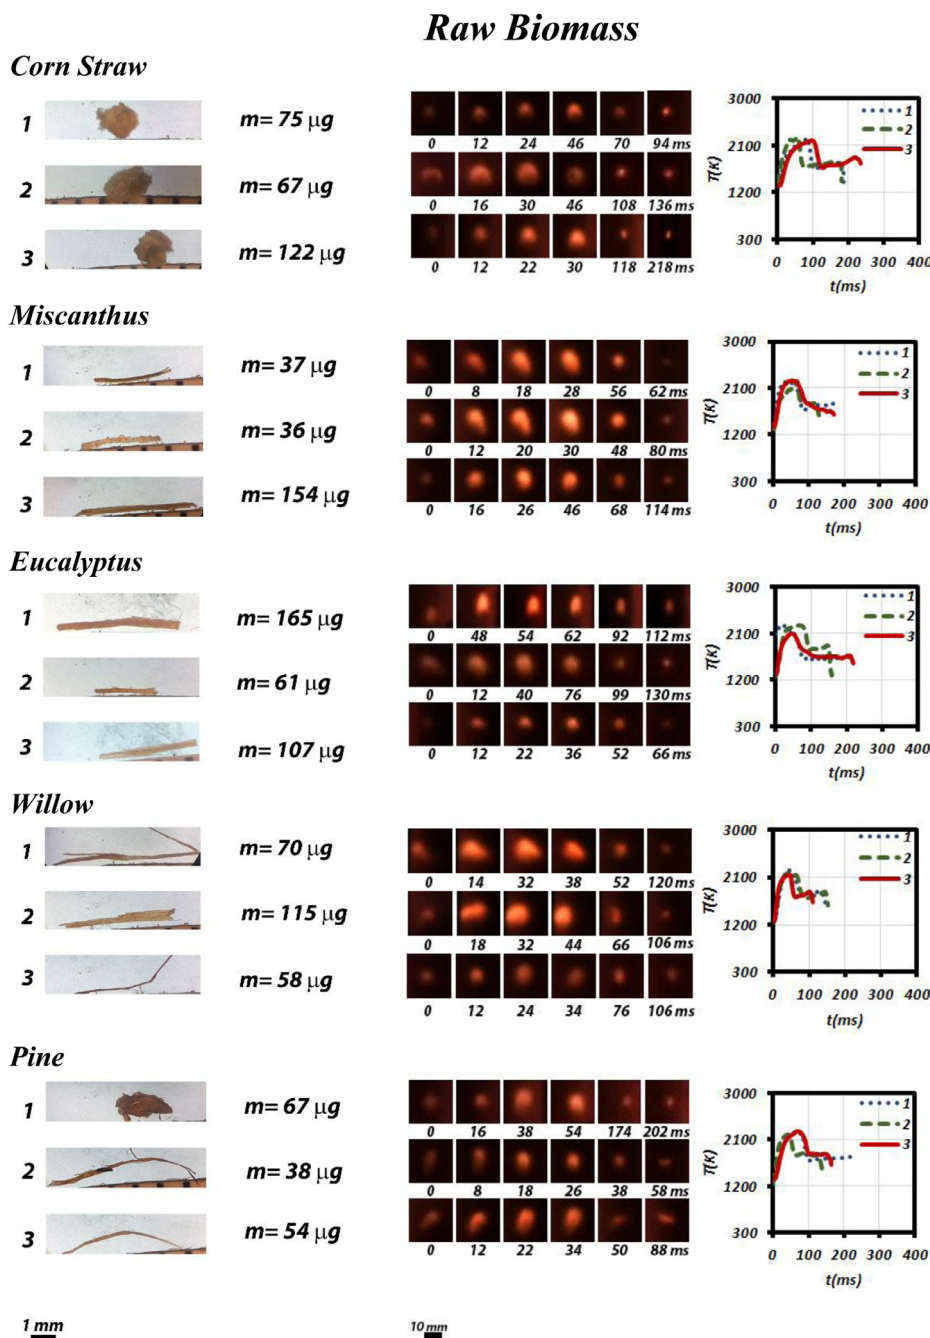 Raw Biomass
Corn Straw
1 m= 75 µg
0 12 24 46 70 94 ms
2 m= 67 µg
0 16 30 46 108 136 ms
3 m= 122 µg
0 12 22 30 118 218 ms
T(K)
3000
2100
1200
300
0 100 200 300 400
t(ms)
1
2
3
Miscanthus
1 m= 37 µg
0 8 18 28 56 62 ms
2 m= 36 µg
0 12 20 30 48 80 ms
3 m= 154 µg
0 16 26 46 68 114 ms
T(K)
3000
2100
1200
300
0 100 200 300 400
t(ms)
1
2
3
Eucalyptus
1 m= 165 µg
0 48 54 62 92 112 ms
2 m= 61 µg
0 12 40 76 99 130 ms
3 m= 107 µg
0 12 22 36 52 66 ms
T(K)
3000
2100
1200
300
0 100 200 300 400
t(ms)
1
2
3
Willow
1 m= 70 µg
0 14 32 38 52 120 ms
2 m= 115 µg
0 18 32 44 66 106 ms
3 m= 58 µg
0 12 24 34 76 106 ms
T(K)
3000
2100
1200
300
0 100 200 300 400
t(ms)
1
2
3
Pine
1 m= 67 µg
0 16 38 54 174 202 ms
2 m= 38 µg
0 8 18 26 38 58 ms
3 m= 54 µg
0 12 22 34 50 88 ms
T(K)
3000
2100
1200
300
0 100 200 300 400
t(ms)
1
2
3
1 mm
10 mm